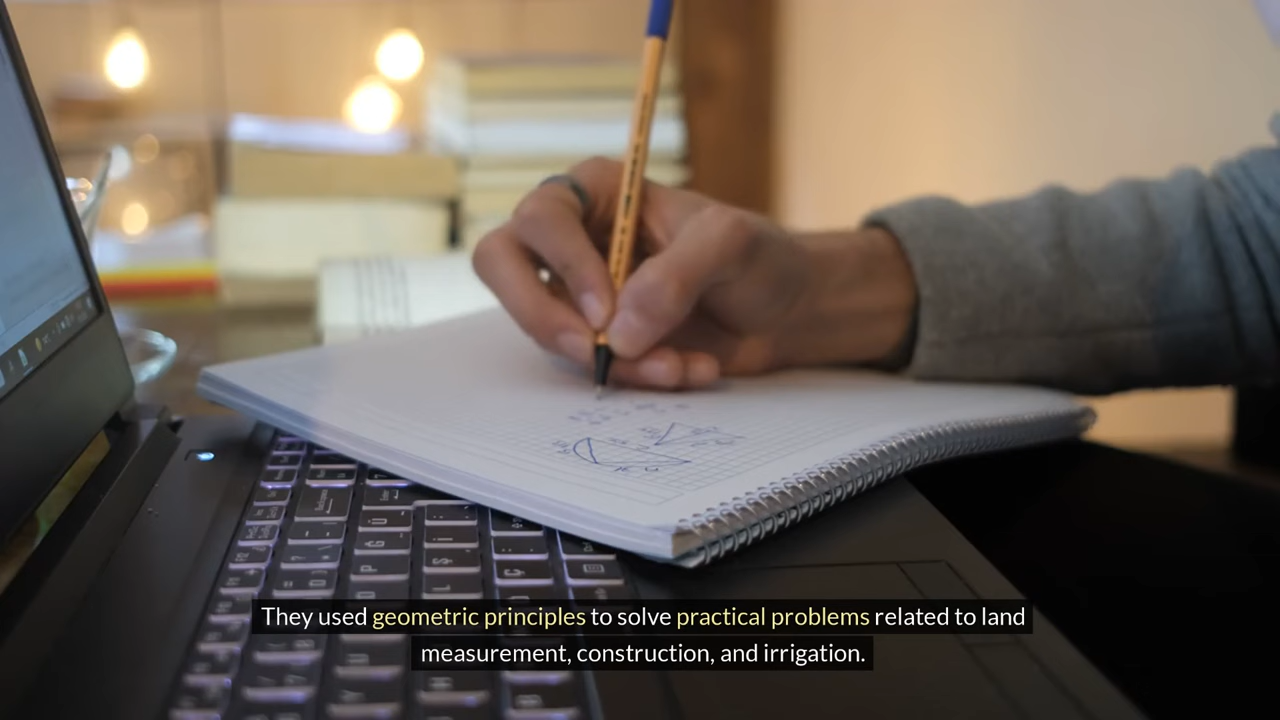 They used geometric principles to solve practical problems related to land
measurement, construction, and irrigation.